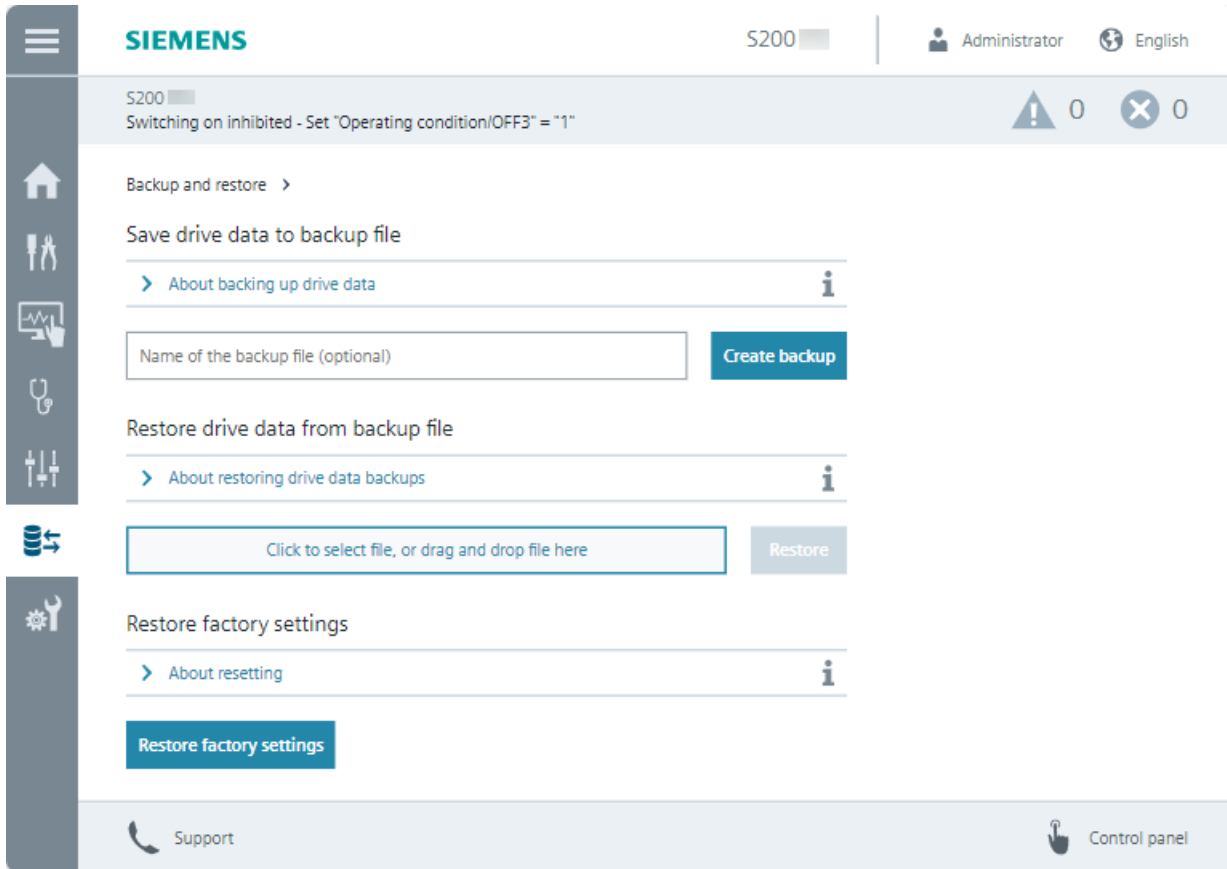 SIEMENS
S200
Administrator
English
S200
Switching on inhibited - Set "Operating condition/OFF3" = "1"
0
0
Backup and restore >
Save drive data to backup file
About backing up drive data
Name of the backup file (optional)
Create backup
Restore drive data from backup file
About restoring drive data backups
Click to select file, or drag and drop file here
Restore
Restore factory settings
About resetting
Restore factory settings
Support
Control panel